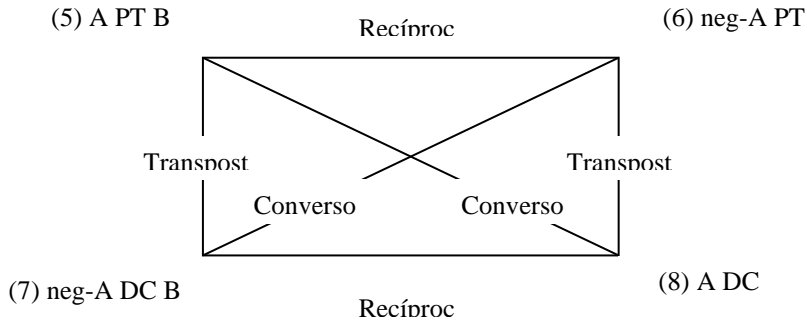 (5) A PT B
Recíproc
(6) neg-A PT
Transpost
Transpost
Converso
Converso
(7) neg-A DC B
Recíproc
(8) A DC